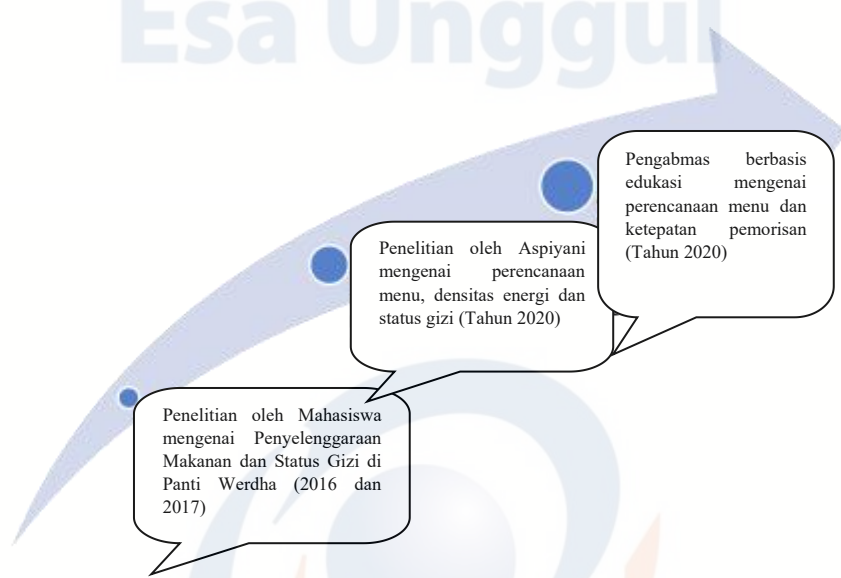 Esa Unggul
Pengabmas berbasis
edukasi mengenai
perencanaan menu dan
ketepatan pemorisan
(Tahun 2020)
Penelitian oleh Aspiyani
mengenai perencanaan
menu, densitas energi dan
status gizi (Tahun 2020)
Penelitian oleh Mahasiswa
mengenai Penyelenggaraan
Makanan dan Status Gizi di
Panti Werdha (2016 dan
2017)